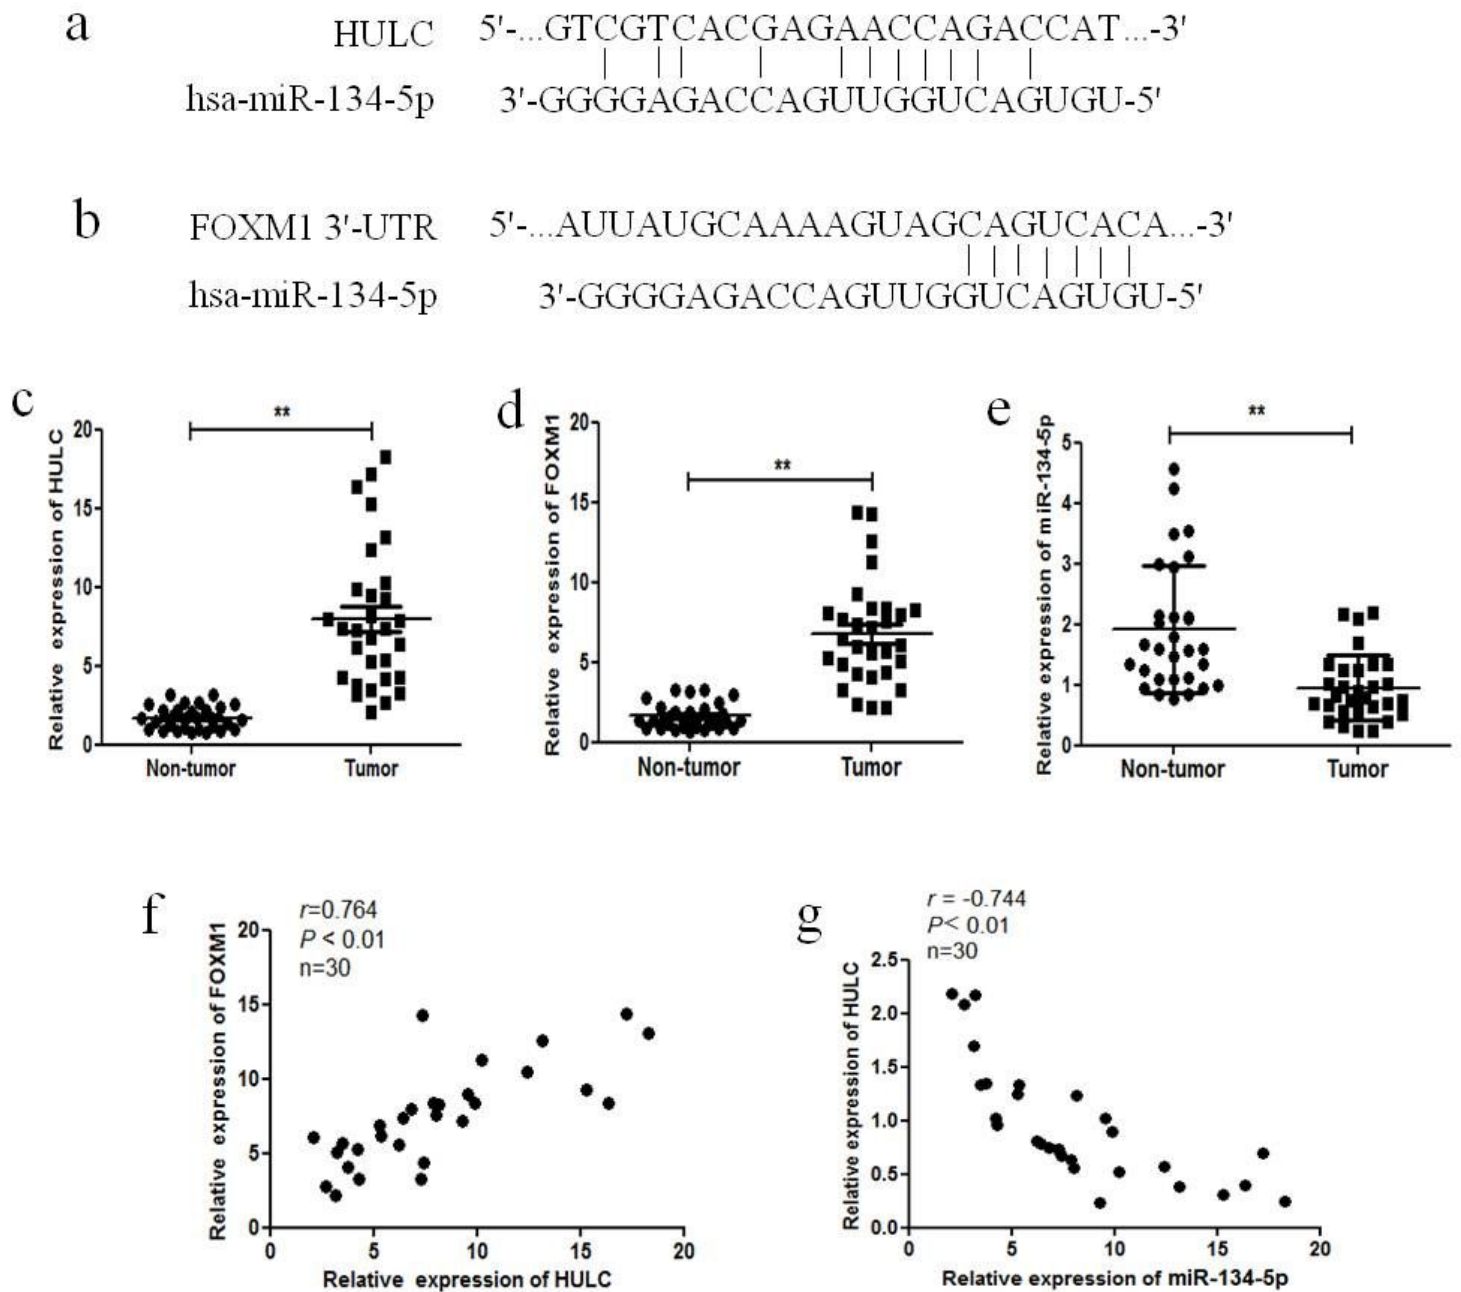 a
HULC 5'-...GTCGTCACGAGAACCAGACCAT...-3'
hsa-miR-134-5p 3'-GGGGAGACCAGUUGGUCAGUGU-5'
b
FOXM1 3'-UTR 5'-...AUUAUGCAAAAGUAGCAGUCACA...-3'
hsa-miR-134-5p 3'-GGGGAGACCAGUUGGUCAGUGU-5'
c
Relative expression of HULC
20
15
10
5
0
**
Non-tumor
Tumor
d
Relative expression of FOXM1
20
15
10
5
0
**
Non-tumor
Tumor
e
Relative expression of miR-134-5p
5
4
3
2
1
0
**
Non-tumor
Tumor
f
r=0.764
P < 0.01
n=30
Relative expression of FOXM1
20
15
10
5
0
0 5 10 15 20
Relative expression of HULC
g
r = -0.744
P< 0.01
n=30
Relative expression of HULC
2.5
2.0
1.5
1.0
0.5
0.0
0 5 10 15 20
Relative expression of miR-134-5p